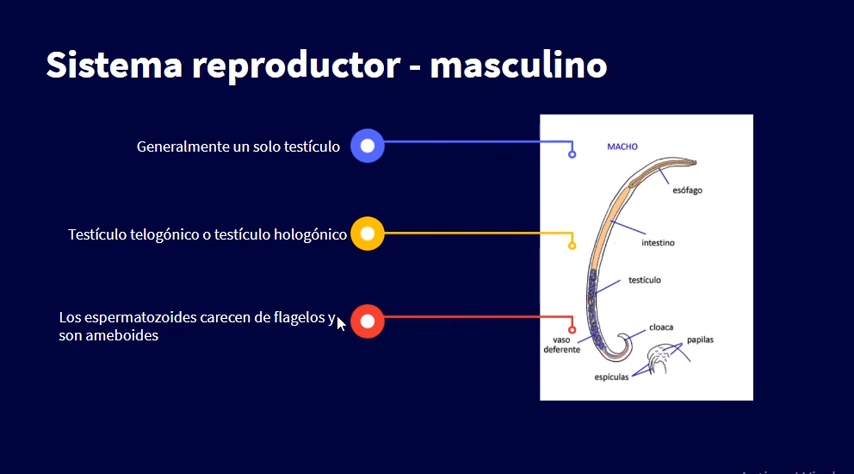 Sistema reproductor - masculino
Generalmente un solo testículo
Testículo telogónico o testículo hologónico
Los espermatozoides carecen de flagelos y
son ameboides
MACHO
esófago
intestino
testículo
cloaca
vaso
deferente
papilas
espículas